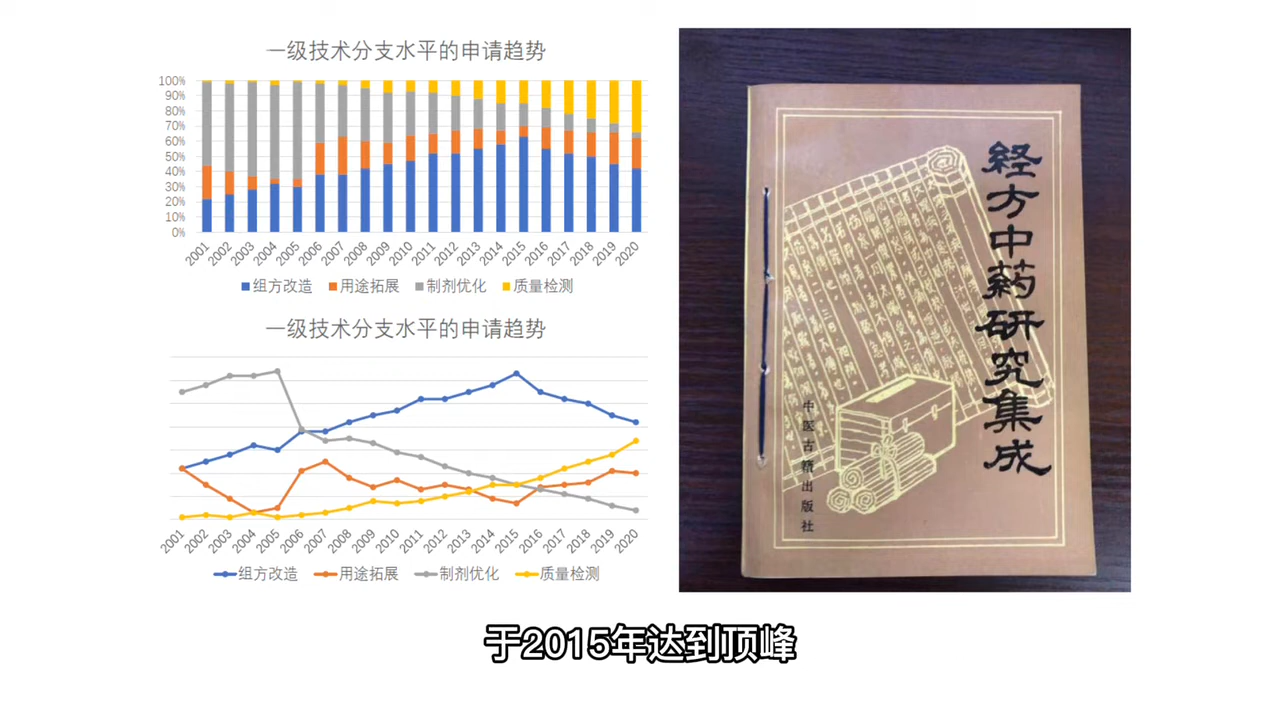 一级技术分支水平的申请趋势
100%
90%
80%
70%
60%
50%
40%
30%
20%
10%
0%
2001 2002 2003 2004 2005 2006 2007 2008 2009 2010 2011 2012 2013 2014 2015 2016 2017 2018 2019 2020
组方改造 用途拓展 制剂优化 质量检测
一级技术分支水平的申请趋势
2001 2002 2003 2004 2005 2006 2007 2008 2009 2010 2011 2012 2013 2014 2015 2016 2017 2018 2019 2020
组方改造 用途拓展 制剂优化 质量检测
经方中药研究集成
中医古籍出版社
于2015年达到顶峰